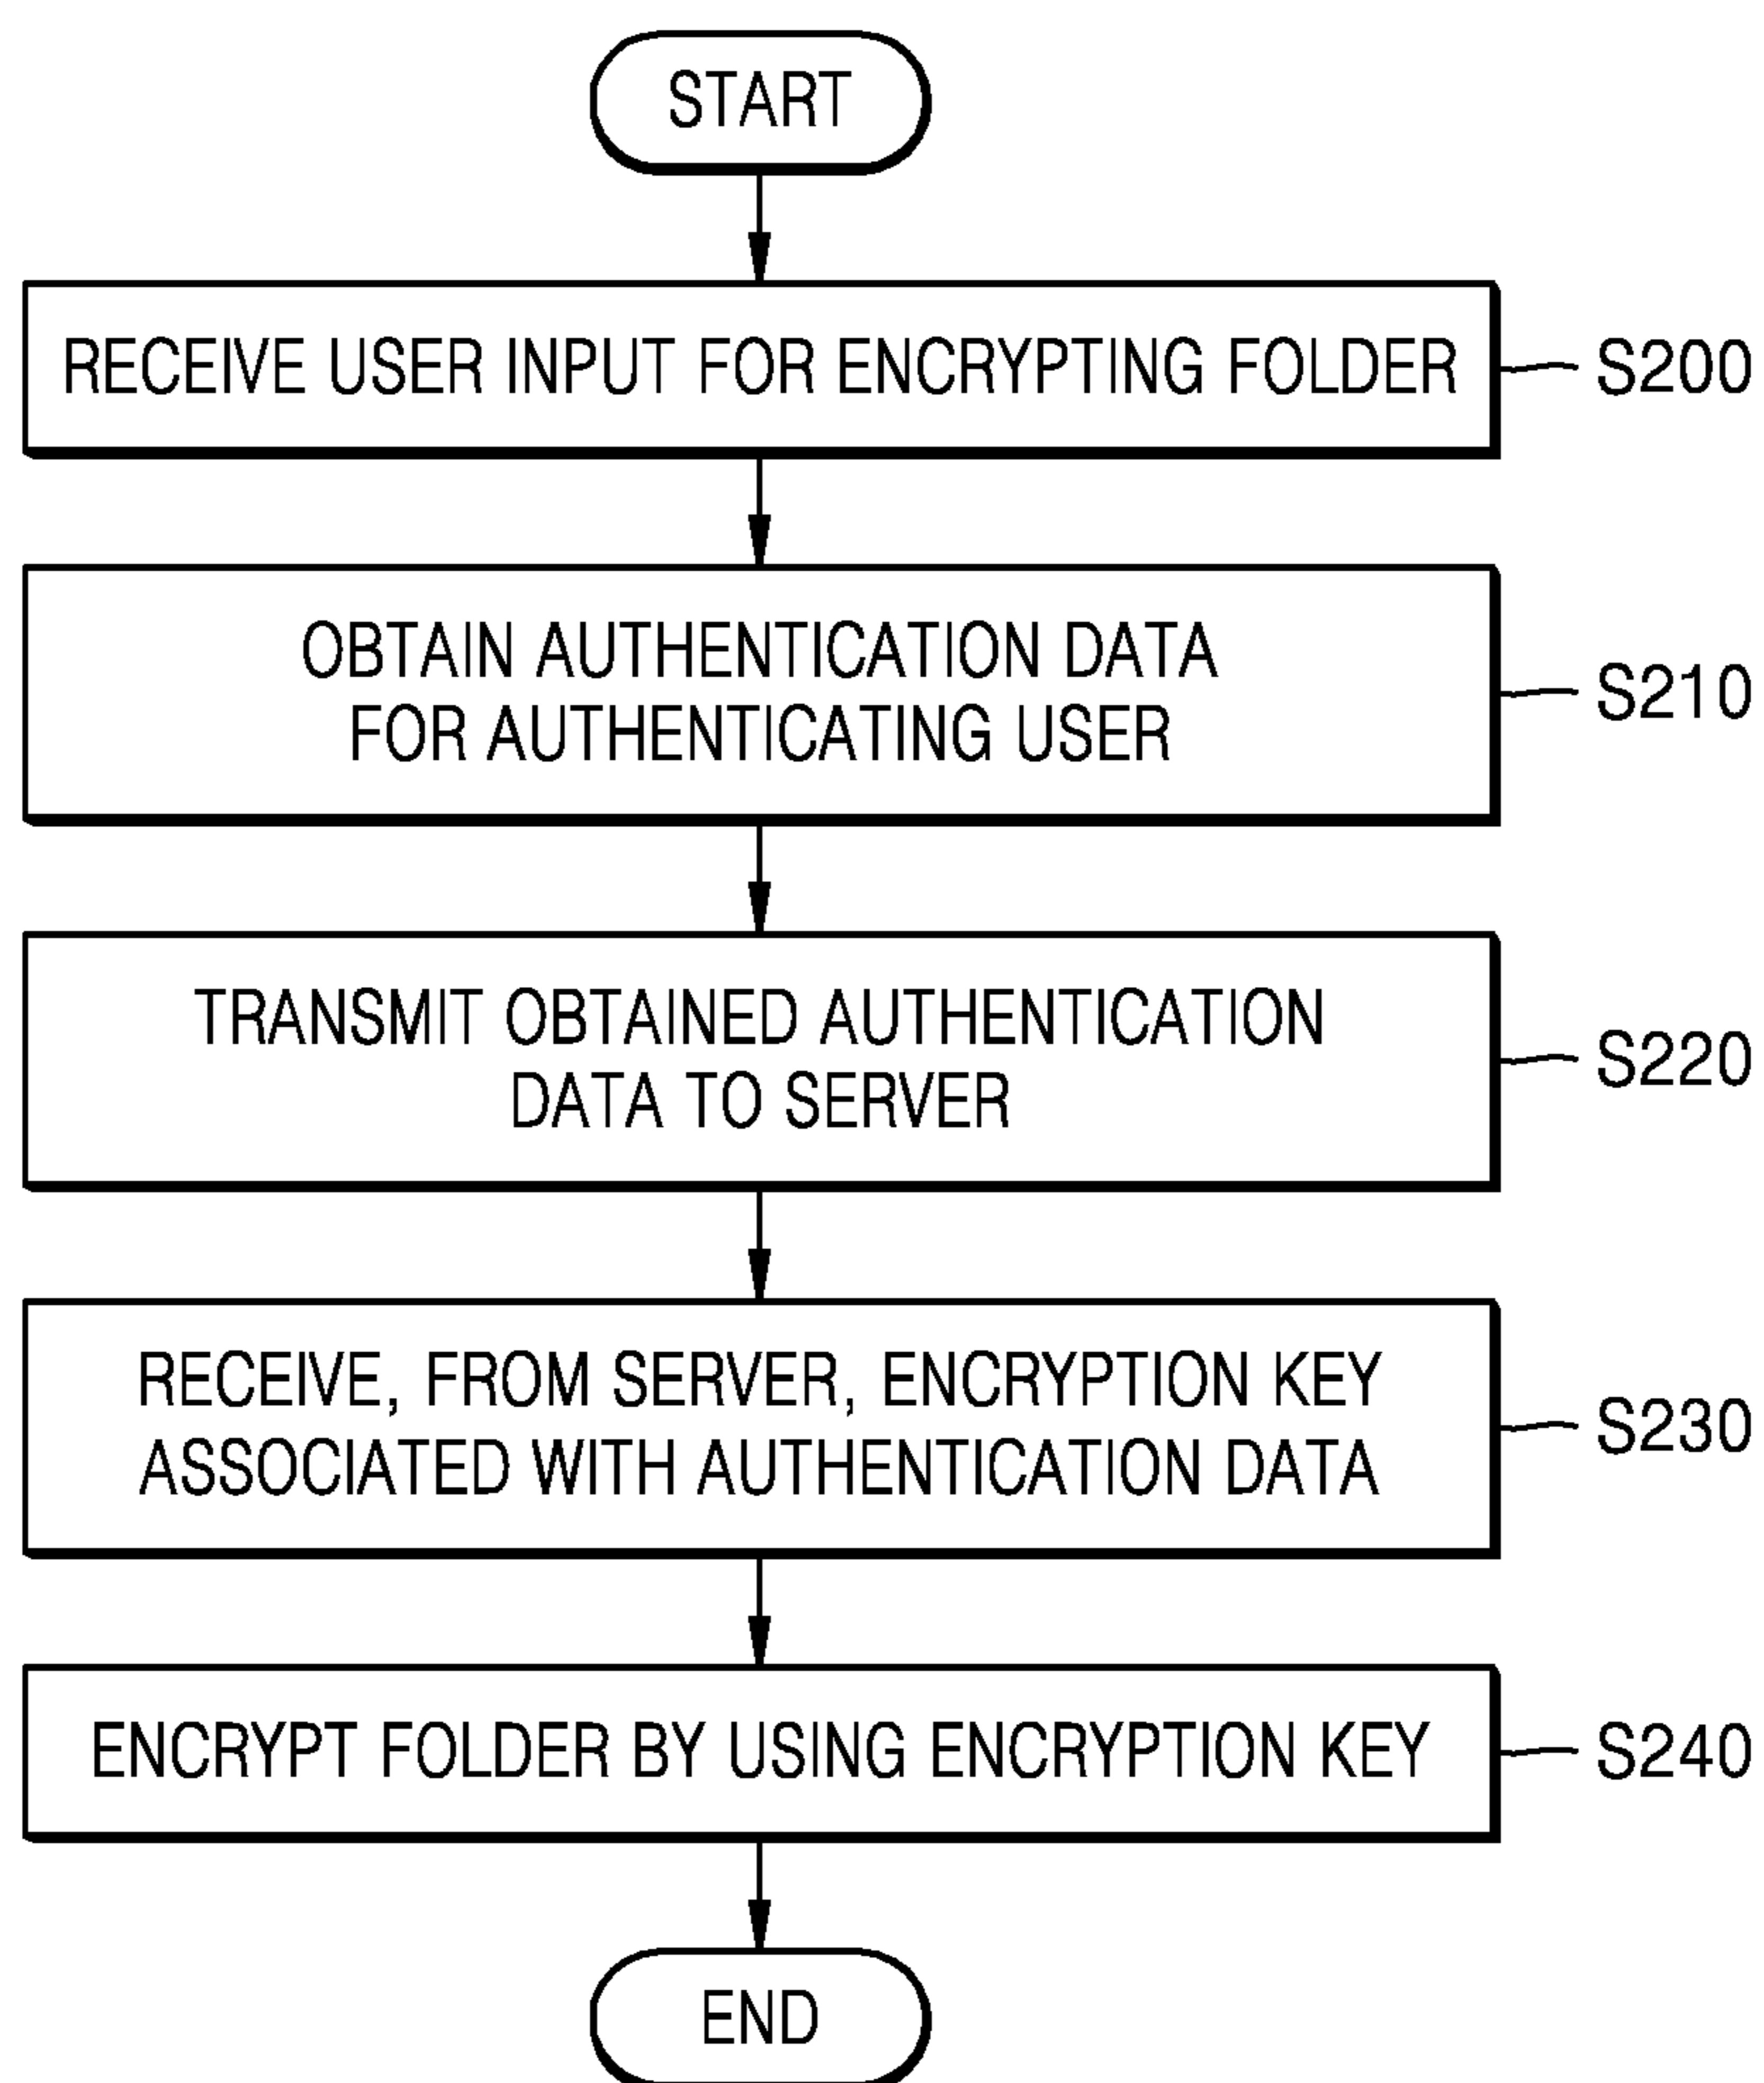 START
RECEIVE USER INPUT FOR ENCRYPTING FOLDER
S200
OBTAIN AUTHENTICATION DATA
FOR AUTHENTICATING USER
S210
TRANSMIT OBTAINED AUTHENTICATION
DATA TO SERVER
S220
RECEIVE, FROM SERVER, ENCRYPTION KEY
ASSOCIATED WITH AUTHENTICATION DATA
S230
ENCRYPT FOLDER BY USING ENCRYPTION KEY
S240
END